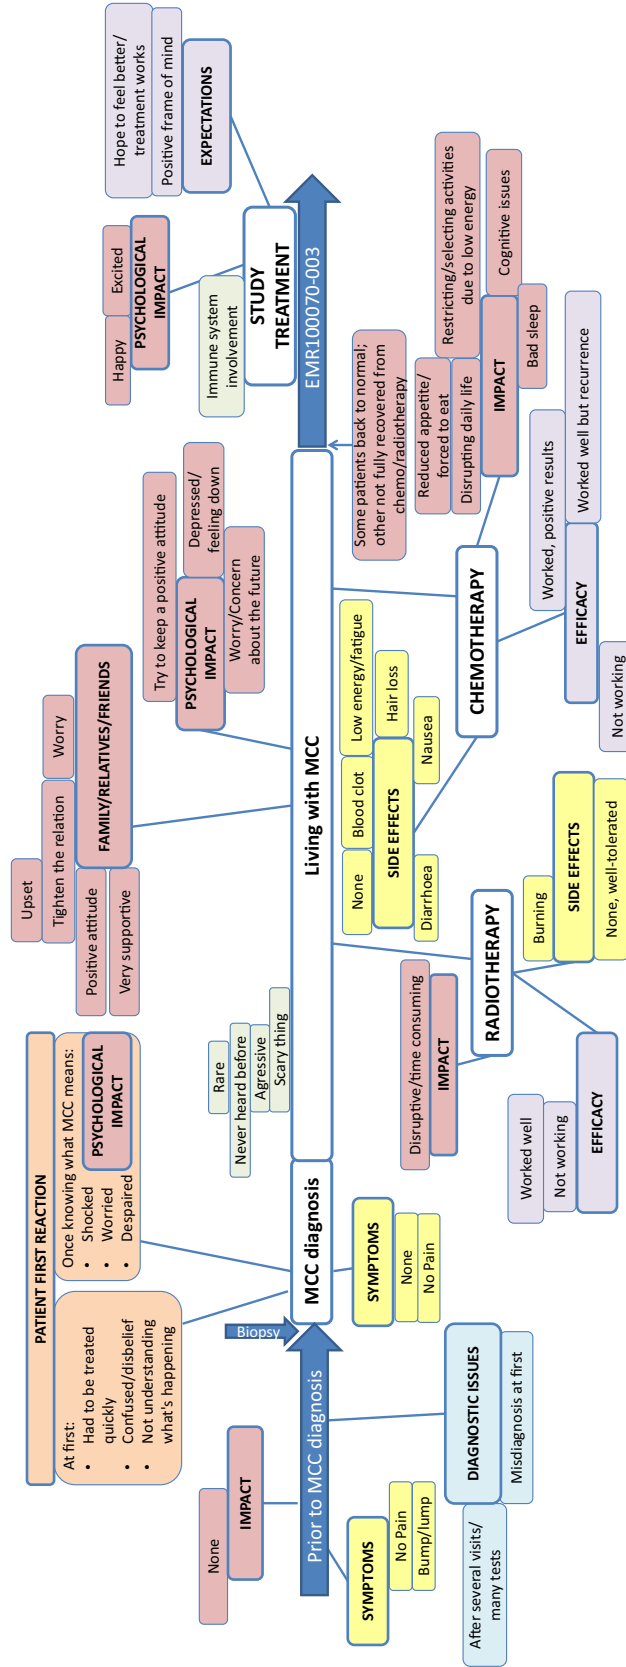 PATIENT FIRST REACTION
At first:
• Had to be treated
quickly
• Confused/disbelief
• Not understanding
what's happening
Once knowing what MCC means:
• Shocked
• Worried
• Despaired
PSYCHOLOGICAL
IMPACT
None
IMPACT
Prior to MCC diagnosis
Biopsy
SYMPTOMS
No Pain
Bump/lump
DIAGNOSTIC ISSUES
After several visits/
many tests
Misdiagnosis at first
MCC diagnosis
SYMPTOMS
None
No Pain
Rare
Never heard before
Agressive
Scary thing
Living with MCC
Upset
Tighten the relation
Worry
Positive attitude
Very supportive
FAMILY/RELATIVES/FRIENDS
Try to keep a positive attitude
PSYCHOLOGICAL
IMPACT
Depressed/
feeling down
Worry/Concern
about the future
RADIOTHERAPY
Disruptive/time consuming
IMPACT
Worked well
Not working
EFFICACY
Burning
SIDE EFFECTS
None, well-tolerated
CHEMOTHERAPY
None
Blood clot
Low energy/fatigue
SIDE EFFECTS
Hair loss
Diarrhoea
Nausea
Worked, positive results
EFFICACY
Worked well but recurrence
Not working
Reduced appetite/
forced to eat
Disrupting daily life
Restricting/selecting activities
due to low energy
IMPACT
Cognitive issues
Bad sleep
Some patients back to normal;
other not fully recovered from
chemo/radiotherapy
EMR100070-003
STUDY
TREATMENT
Immune system
involvement
Happy
Excited
PSYCHOLOGICAL
IMPACT
Hope to feel better/
treatment works
Positive frame of mind
EXPECTATIONS